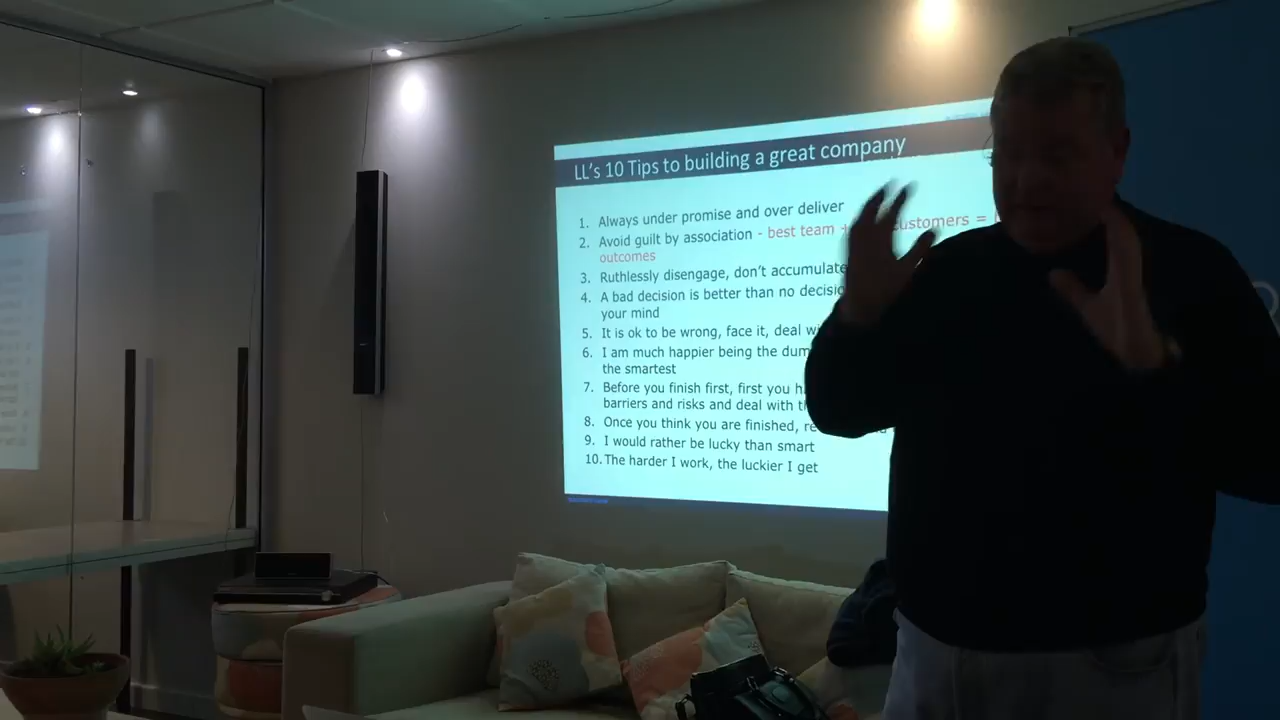 LL's 10 Tips to building a great company
1. Always under promise and over deliver
2. Avoid guilt by association - best team customers =
outcomes
3. Ruthlessly disengage, don't accumulate
4. A bad decision is better than no
your mind
5. It is ok to be wrong, face it, deal
6. I am much happier being the
the smartest
7. Before you finish first, first you
barriers and risks and deal with
8. Once you think you are finished,
9. I would rather be lucky than smart
10. The harder I work, the luckier I get